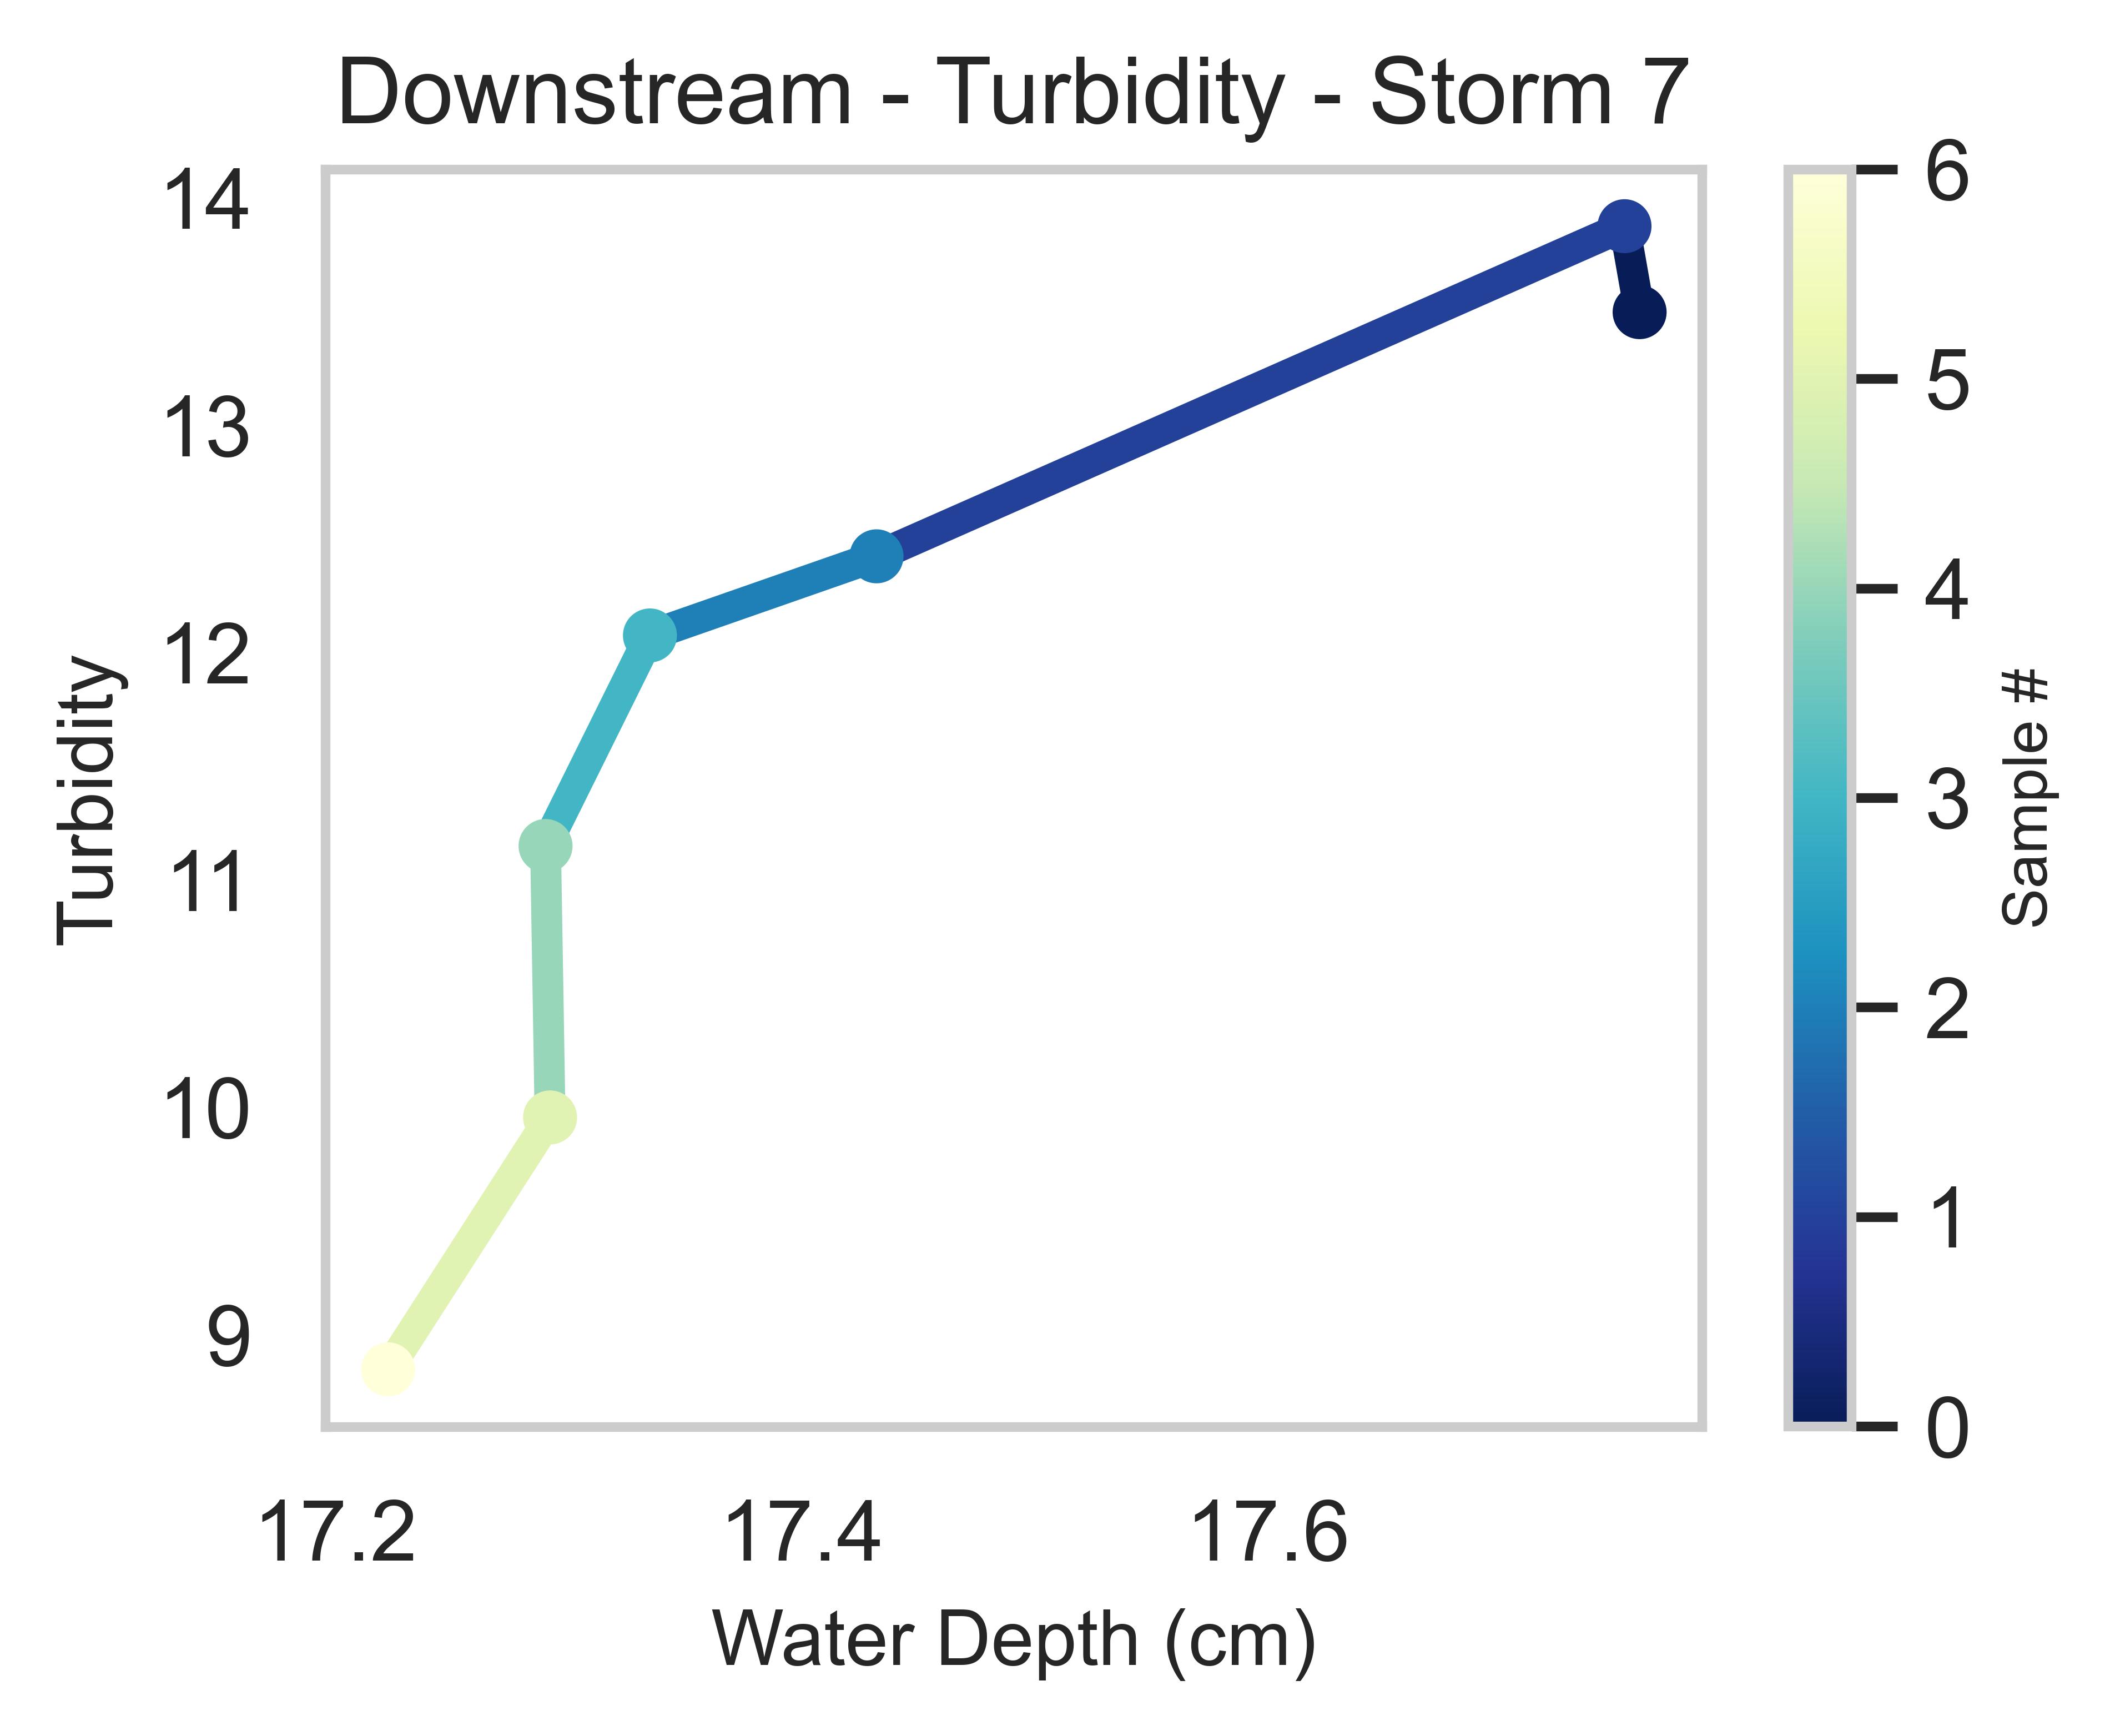 Downstream - Turbidity - Storm 7
14
13
12
11
10
9
Turbidity
17.2 17.4 17.6
Water Depth (cm)
6
5
4
3
2
1
0
Sample #